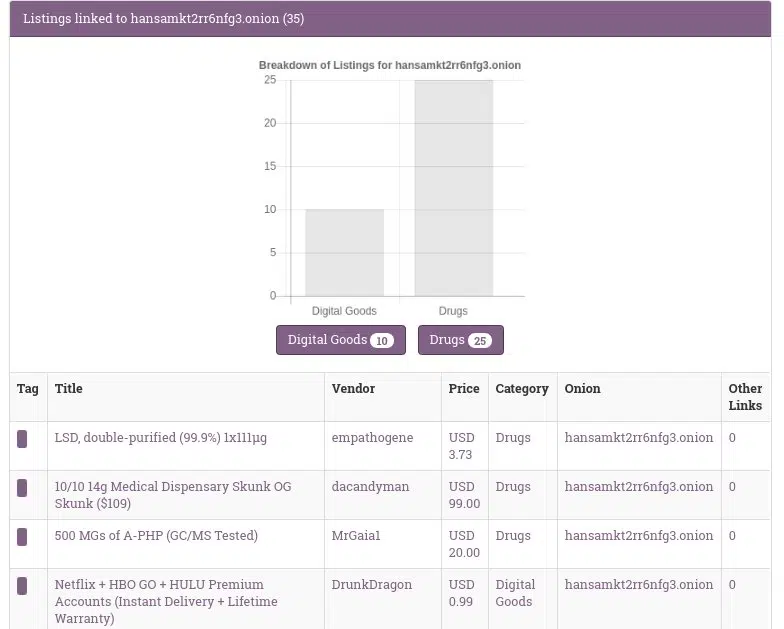 Listings linked to hansamkt2rr6nfg3.onion (35)
Breakdown of Listings for hansamkt2rr6nfg3.onion
25
20
15
10
5
0
Digital Goods Drugs
Digital Goods 10 Drugs 25
Tag Title Vendor Price Category Onion Other
Links
LSD, double-purified (99.9%) 1x111µg empathogene USD Drugs hansamkt2rr6nfg3.onion 0
3.73
10/10 14g Medical Dispensary Skunk OG dacandyman USD Drugs hansamkt2rr6nfg3.onion 0
Skunk ($109) 99.00
500 MGs of A-PHP (GC/MS Tested) MrGaia1 USD Drugs hansamkt2rr6nfg3.onion 0
20.00
Netflix + HBO GO + HULU Premium DrunkDragon USD Digital hansamkt2rr6nfg3.onion 0
Accounts (Instant Delivery + Lifetime 0.99 Goods
Warranty)